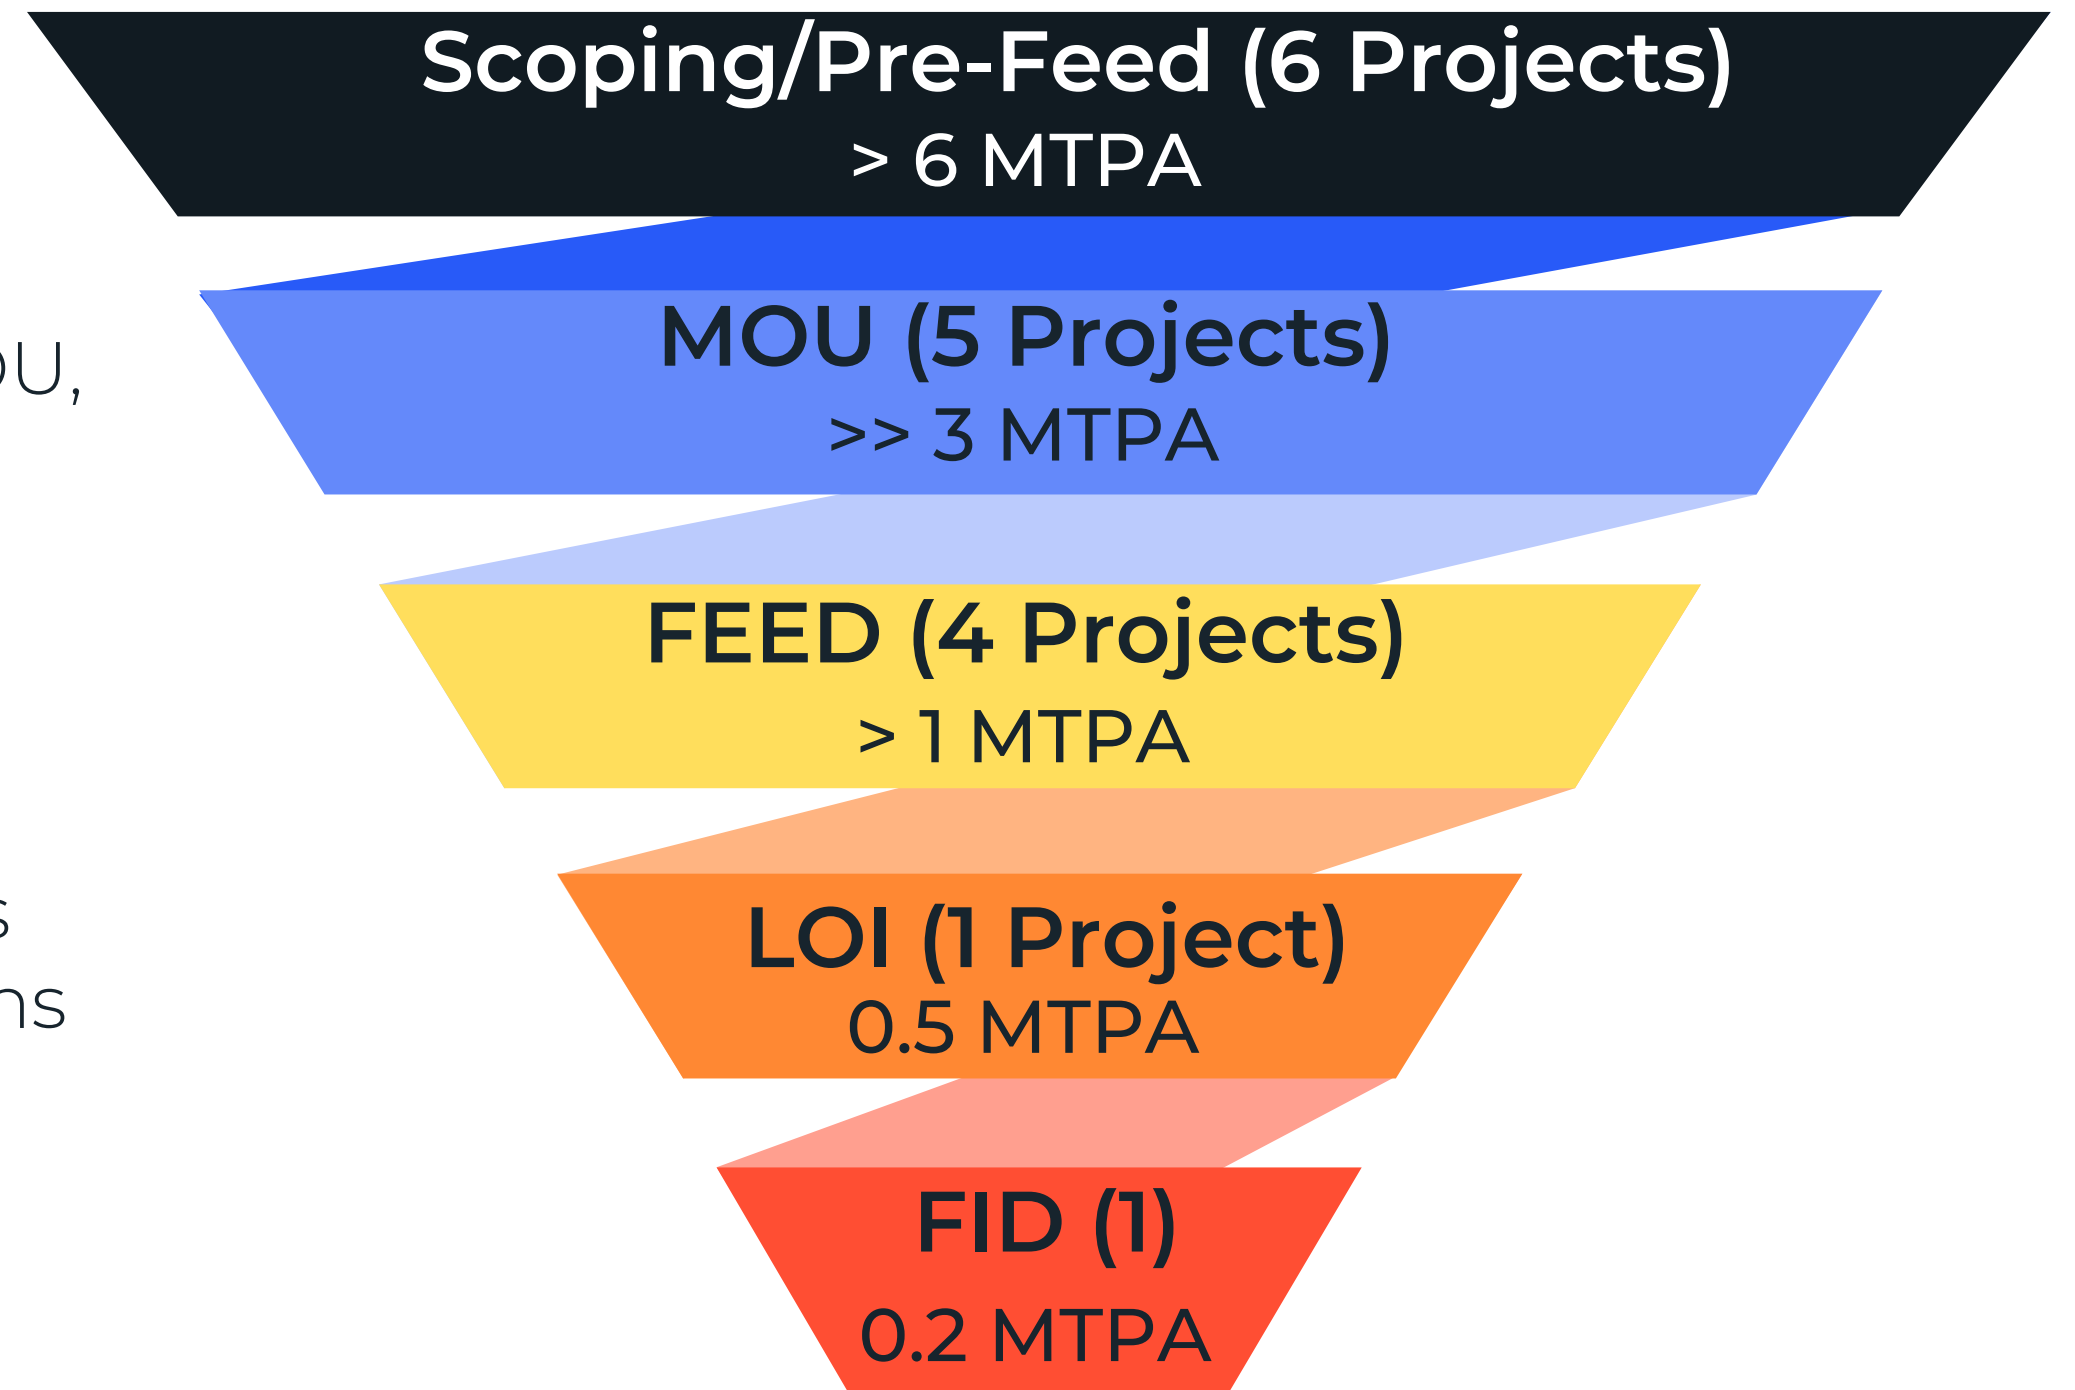 Scoping/Pre-Feed (6 Projects)
> 6 MTPA
MOU (5 Projects)
>> 3 MTPA
FEED (4 Projects)
> 1 MTPA
LOI (1 Project)
0.5 MTPA
FID (1)
0.2 MTPA